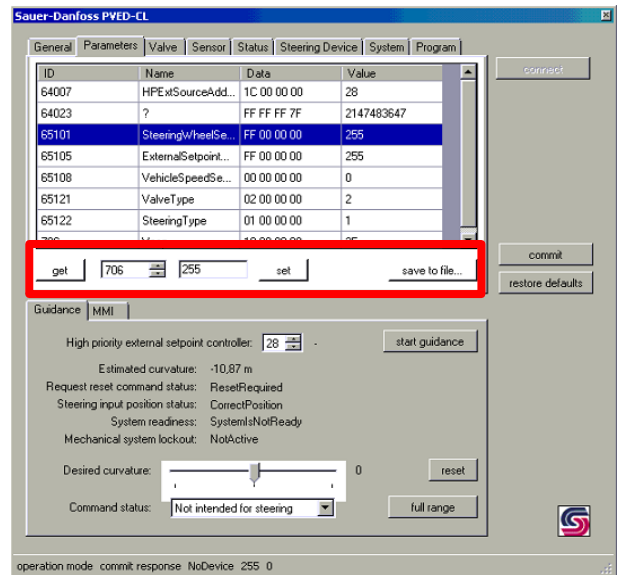 Sauer-Danfoss PVED-CL
General Parameters Valve Sensor Status Steering Device System Program
connect
ID Name Data Value
64007 HPExtSourceAdd... 1C 00 00 00 28
64023 ? FF FF FF 7F 2147483647
65101 SteeringWheelSe... FF 00 00 00 255
65105 ExternalSetpoint... FF 00 00 00 255
65108 VehicleSpeedSe... 00 00 00 00 0
65121 ValveType 02 00 00 00 2
65122 SteeringType 01 00 00 00 1
commit
get 706 255 set save to file...
restore defaults
Guidance MMI
High priority external setpoint controller: 28 - start guidance
Estimated curvature: -10,87 m
Request reset command status: ResetRequired
Steering input position status: CorrectPosition
System readiness: SystemIsNotReady
Mechanical system lockout: NotActive
Desired curvature: 0 reset
Command status: Not intended for steering full range
operation mode commit response NoDevice 255 0